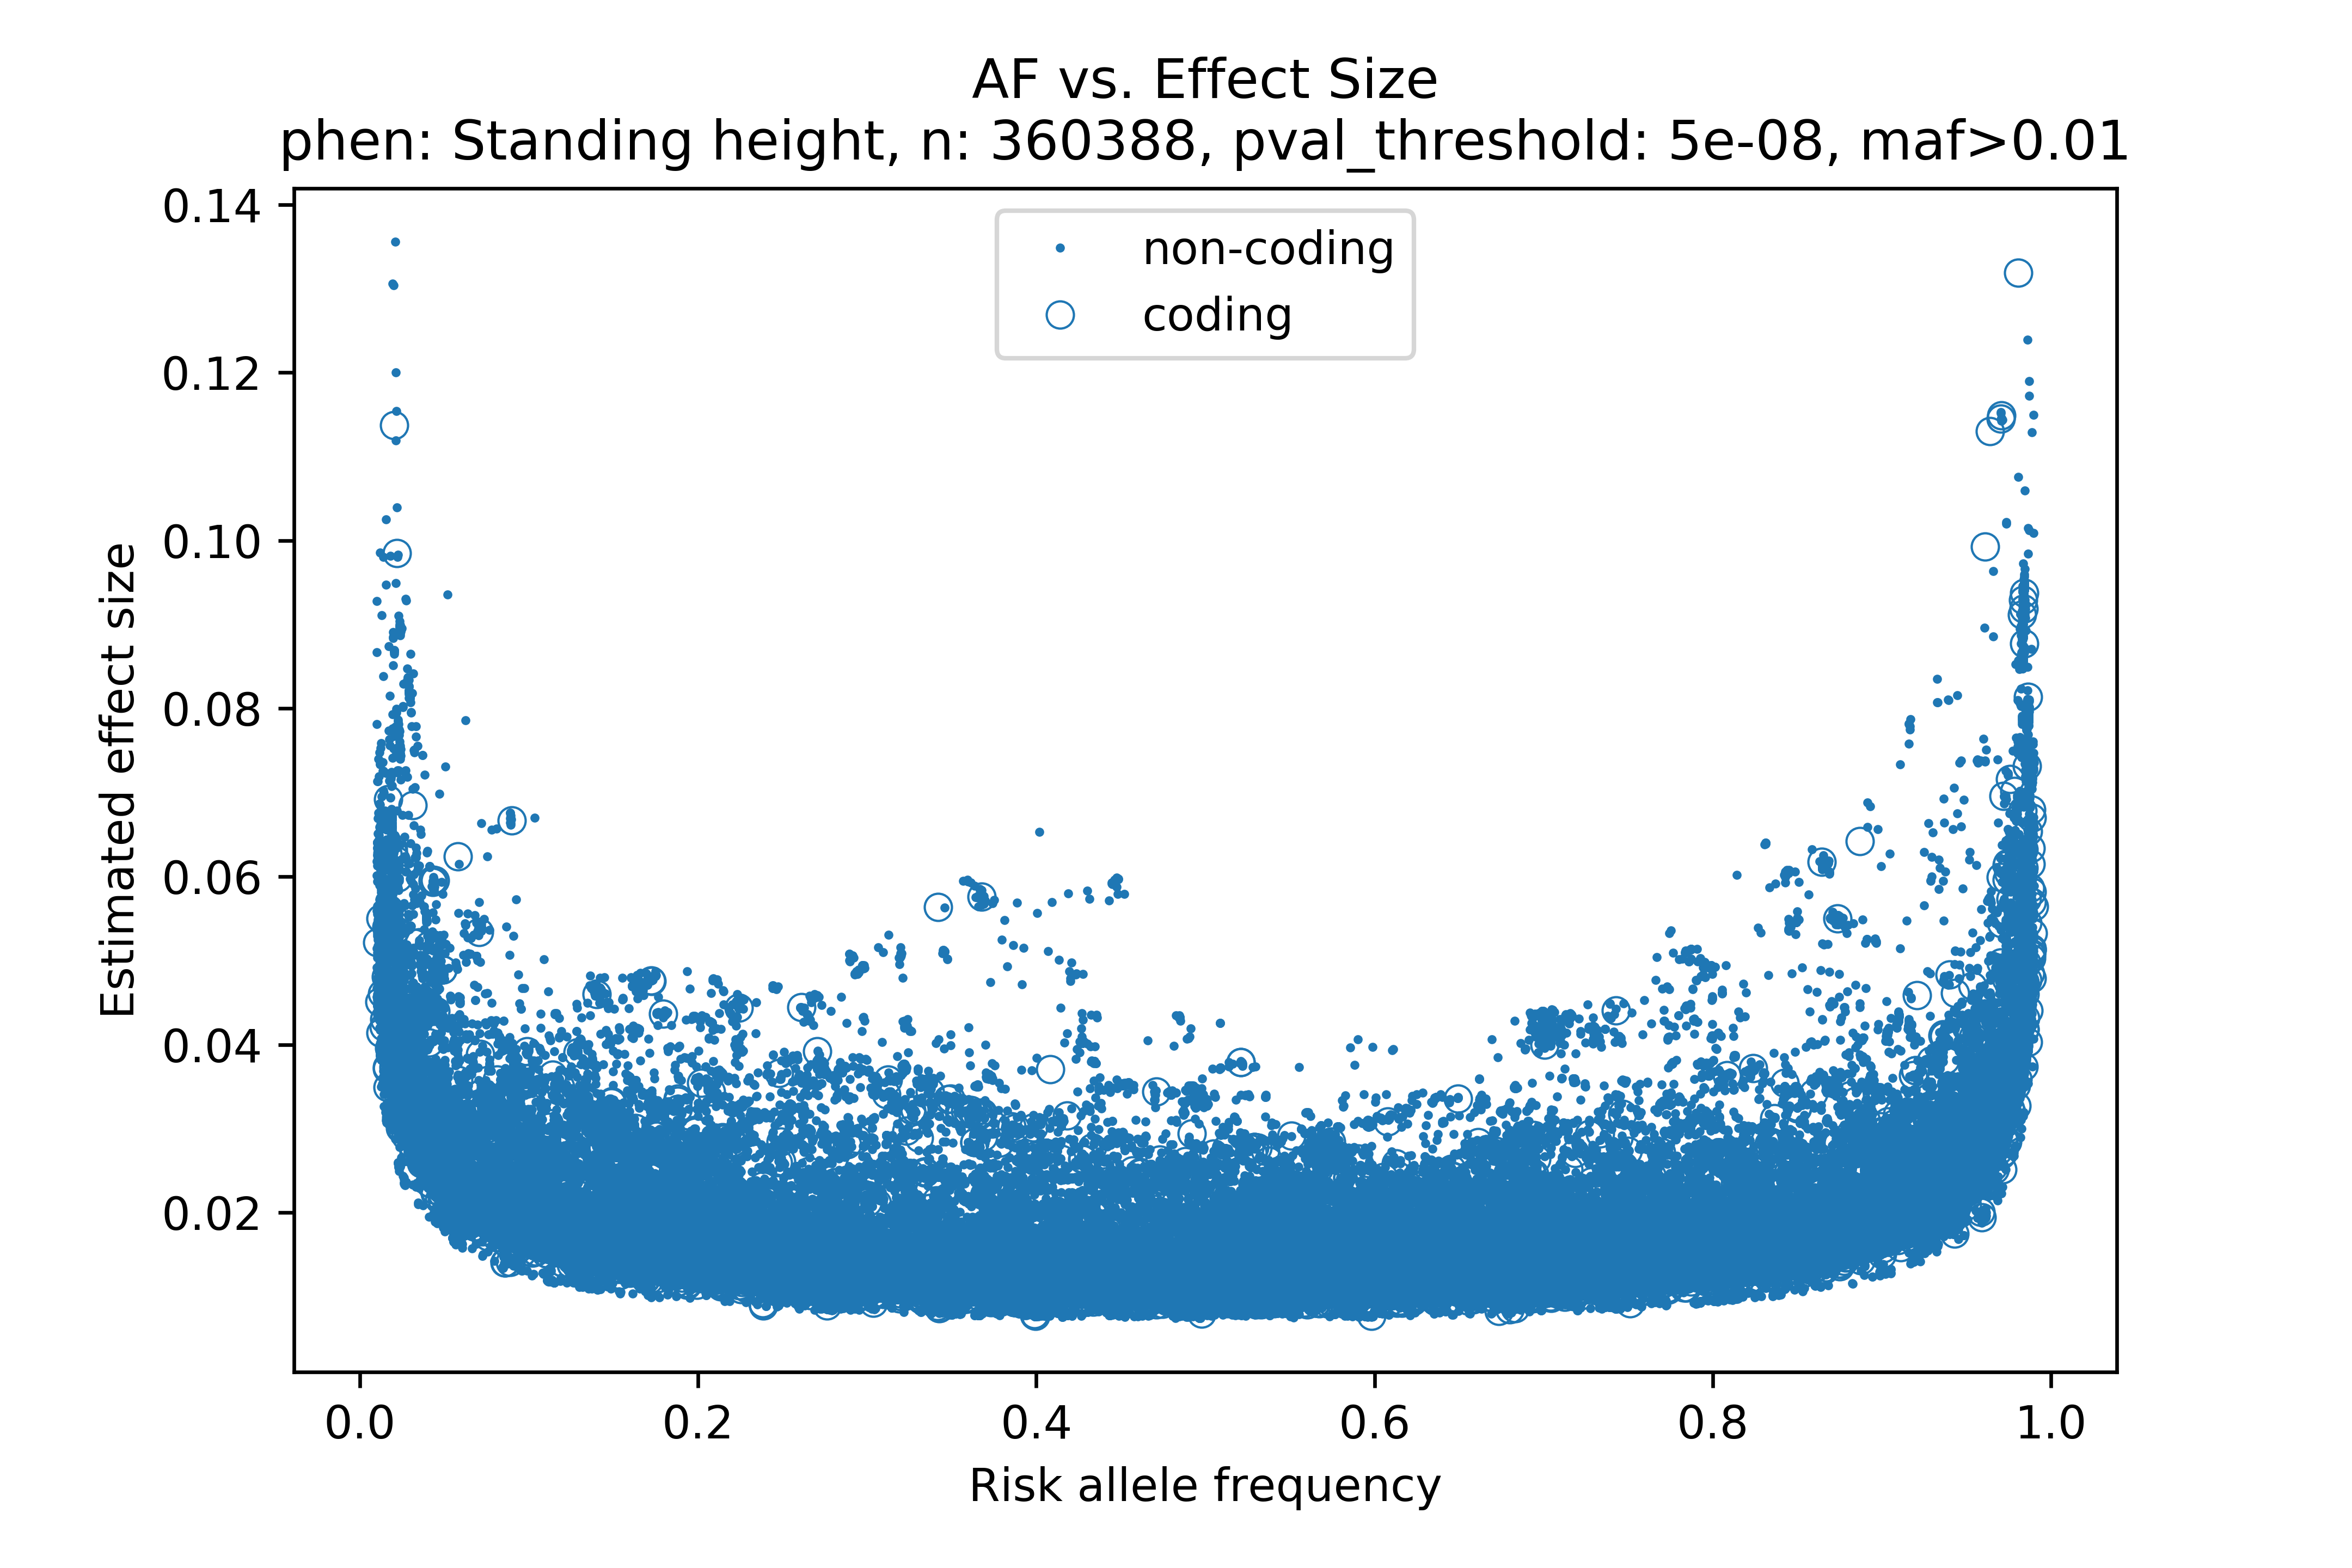 AF vs. Effect Size
phen: Standing height, n: 360388, pval_threshold: 5e-08, maf>0.01
non-coding
coding
Estimated effect size
0.14
0.12
0.10
0.08
0.06
0.04
0.02
0.0 0.2 0.4 0.6 0.8 1.0
Risk allele frequency